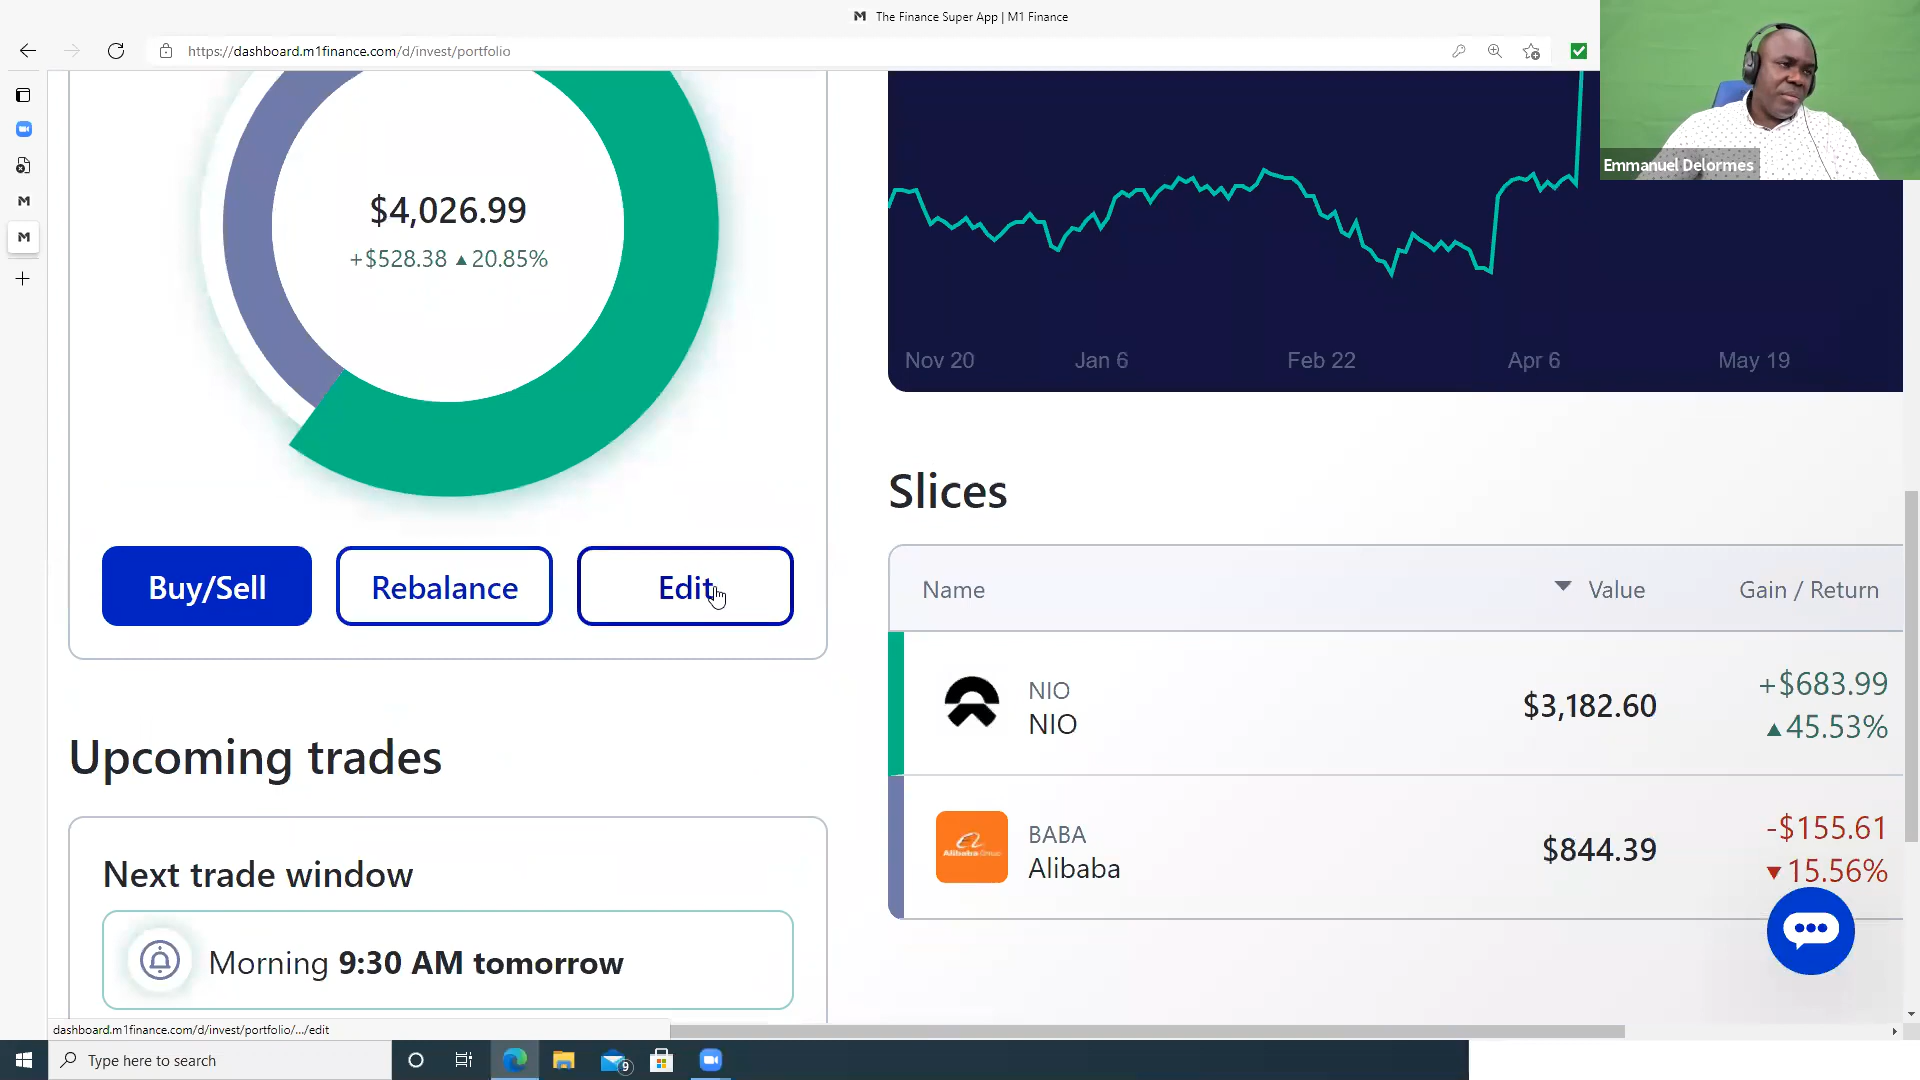 The Finance Super App | M1 Finance
https://dashboard.m1finance.com/d/invest/portfolio
Emmanuel Delormes
$4,026.99
+$528.38 ▲ 20.85%
Nov 20 Jan 6 Feb 22 Apr 6 May 19
Buy/Sell Rebalance Edit
Slices
Name Value Gain / Return
NIO
NIO
$3,182.60
+$683.99
▲45.53%
BABA
Alibaba
Alibaba Group
$844.39
-$155.61
▼15.56%
Upcoming trades
Next trade window
Morning 9:30 AM tomorrow
dashboard.m1finance.com/d/invest/portfolio/.../edit
Type here to search
9